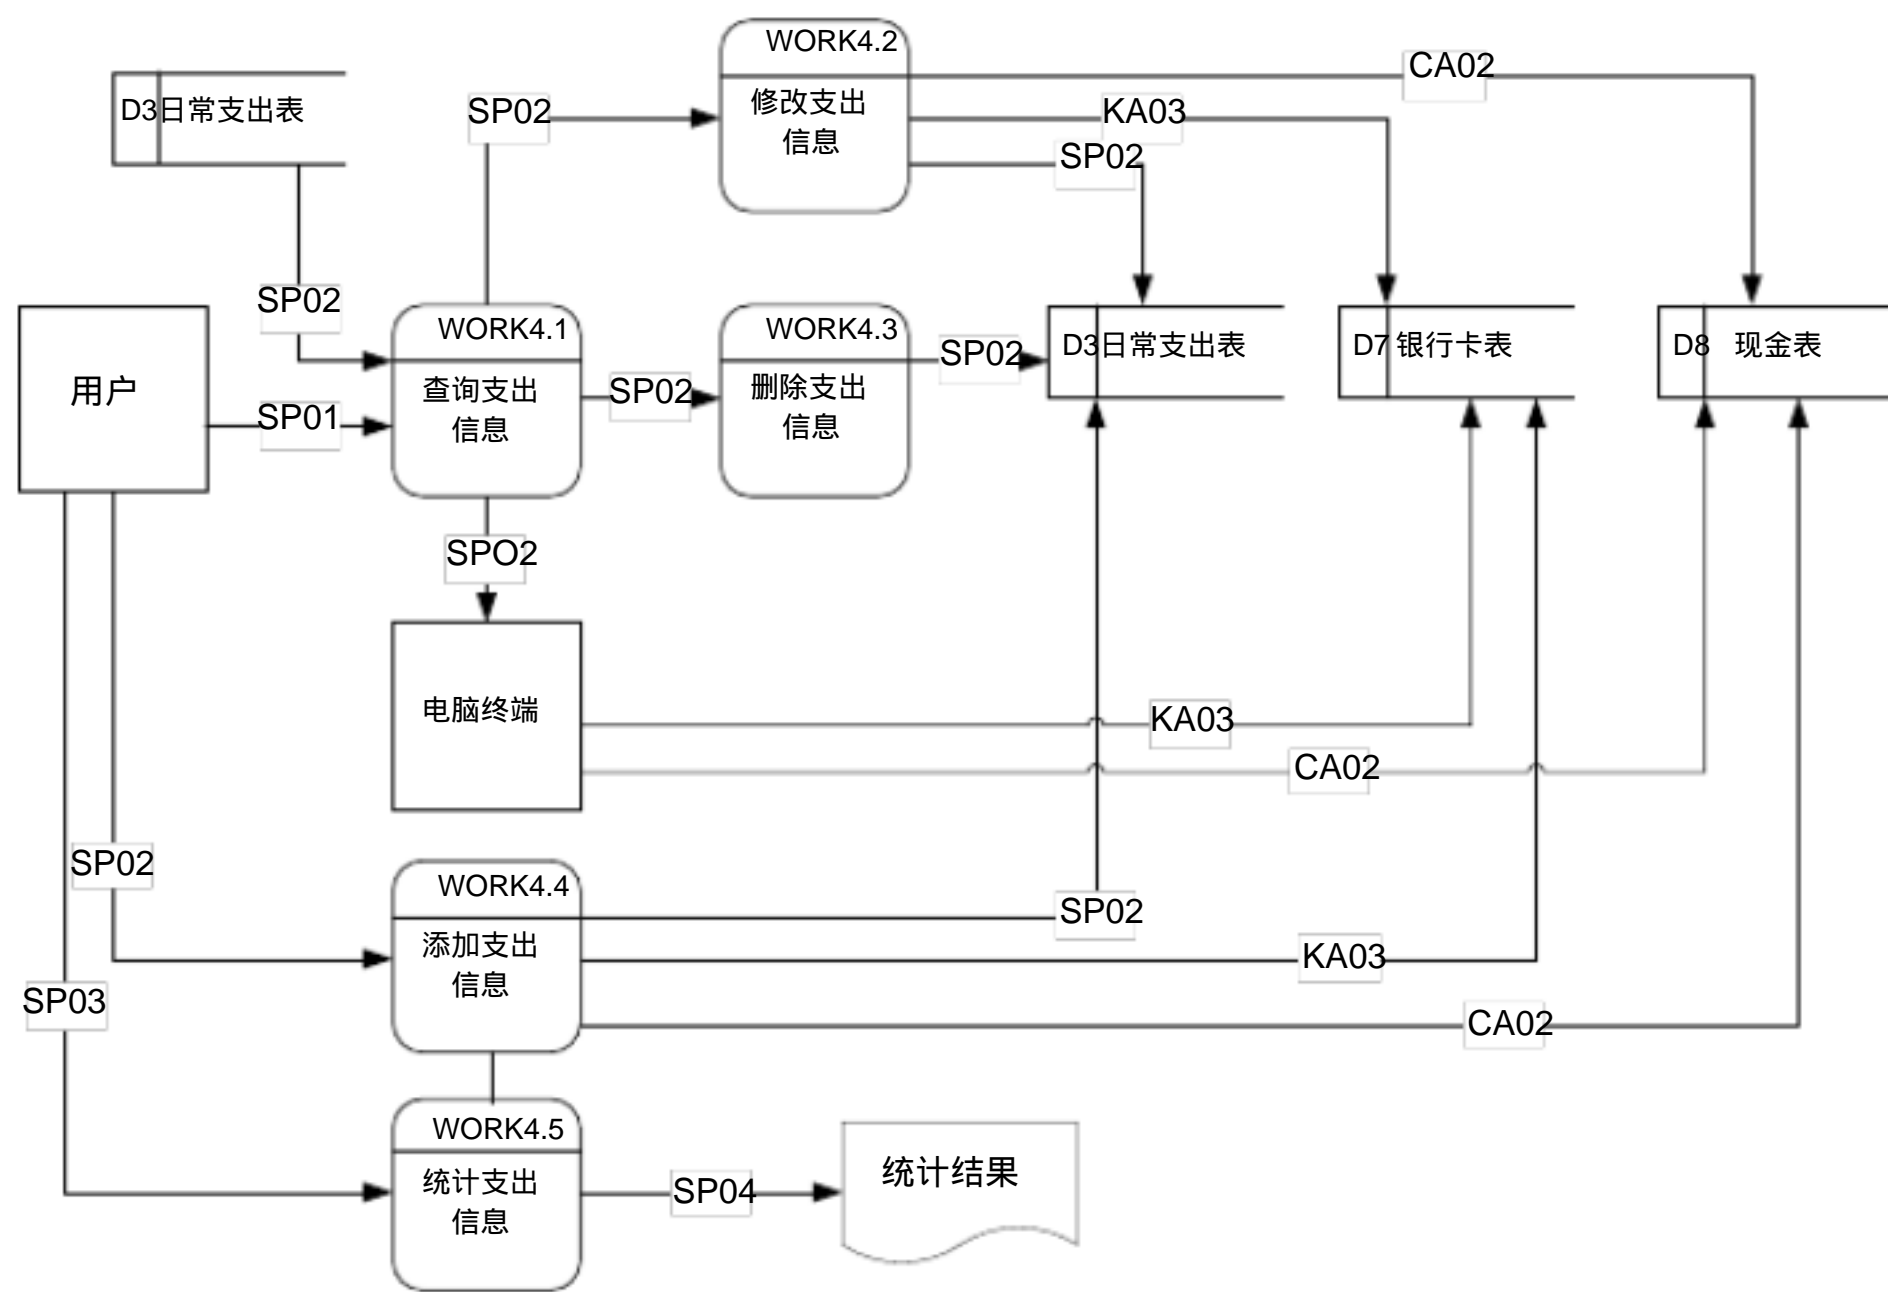 WORK4.2
修改支出
信息
CA02
KA03
SP02
SP02
D3日常支出表
SP02
用户
SP01
WORK4.1
查询支出
信息
SP02
WORK4.3
删除支出
信息
SP02
D3日常支出表
D7 银行卡表
D8 现金表
SPO2
电脑终端
KA03
CA02
SP02
WORK4.4
添加支出
信息
SP02
KA03
CA02
SP03
WORK4.5
统计支出
信息
SP04
统计结果